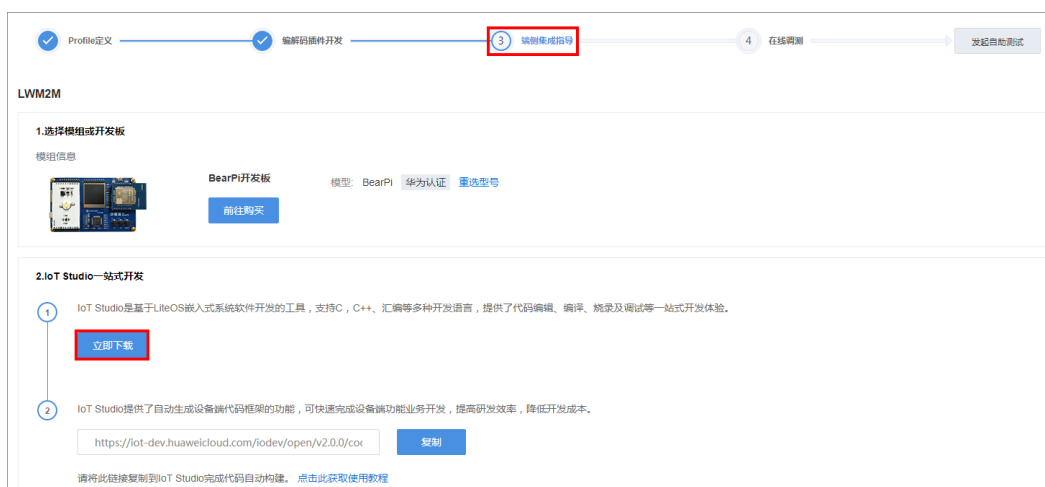 Profile定义
编解码插件开发
3 端侧集成指导
4 在线调测
发起自助测试
LWM2M
1.选择模组或开发板
模组信息
BearPi开发板
模型: BearPi 华为认证 重选型号
前往购买
2.IoT Studio一站式开发
1 IoT Studio是基于LiteOS嵌入式系统软件开发的工具，支持C，C++、汇编等多种开发语言，提供了代码编辑、编译、烧录及调试等一站式开发体验。
立即下载
2 IoT Studio提供了自动生成设备端代码框架的功能，可快速完成设备端功能业务开发，提高研发效率，降低开发成本。
https://iot-dev.huaweicloud.com/iodev/open/v2.0.0/coc 复制
请将此链接复制到IoT Studio完成代码自动构建。 点击此获取使用教程